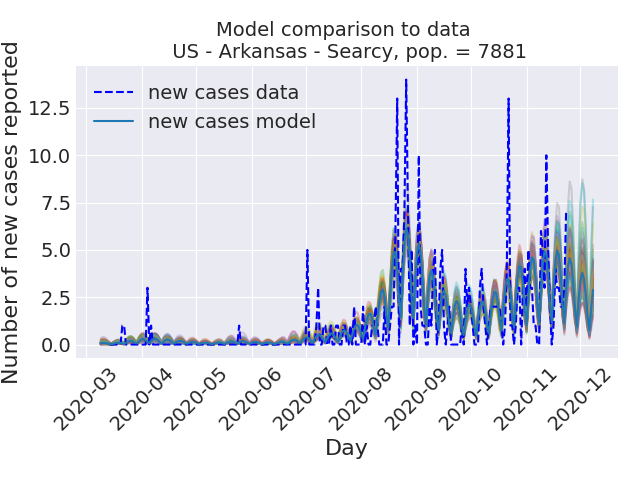 Model comparison to data
US - Arkansas - Searcy, pop. = 7881
Number of new cases reported
12.5
10.0
7.5
5.0
2.5
0.0
new cases data
new cases model
2020-03
2020-04
2020-05
2020-06
2020-07
2020-08
2020-09
2020-10
2020-11
2020-12
Day